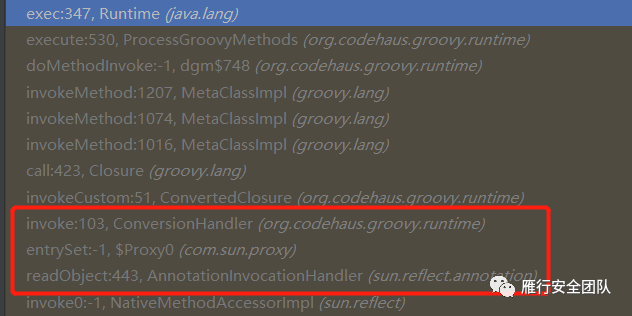 exec:347, Runtime (java.lang)
execute:530, ProcessGroovyMethods (org.codehaus.groovy.runtime)
doMethodInvoke:-1, dgm$748 (org.codehaus.groovy.runtime)
invokeMethod:1207, MetaClassImpl (groovy.lang)
invokeMethod:1074, MetaClassImpl (groovy.lang)
invokeMethod:1016, MetaClassImpl (groovy.lang)
call:423, Closure (groovy.lang)
invokeCustom:51, ConvertedClosure (org.codehaus.groovy.runtime)
invoke:103, ConversionHandler (org.codehaus.groovy.runtime)
entrySet:-1, $Proxy0 (com.sun.proxy)
readObject:443, AnnotationInvocationHandler (sun.reflect.annotation)
invoke0:-1, NativeMethodAccessorImpl (sun.reflect)
雁行安全团队